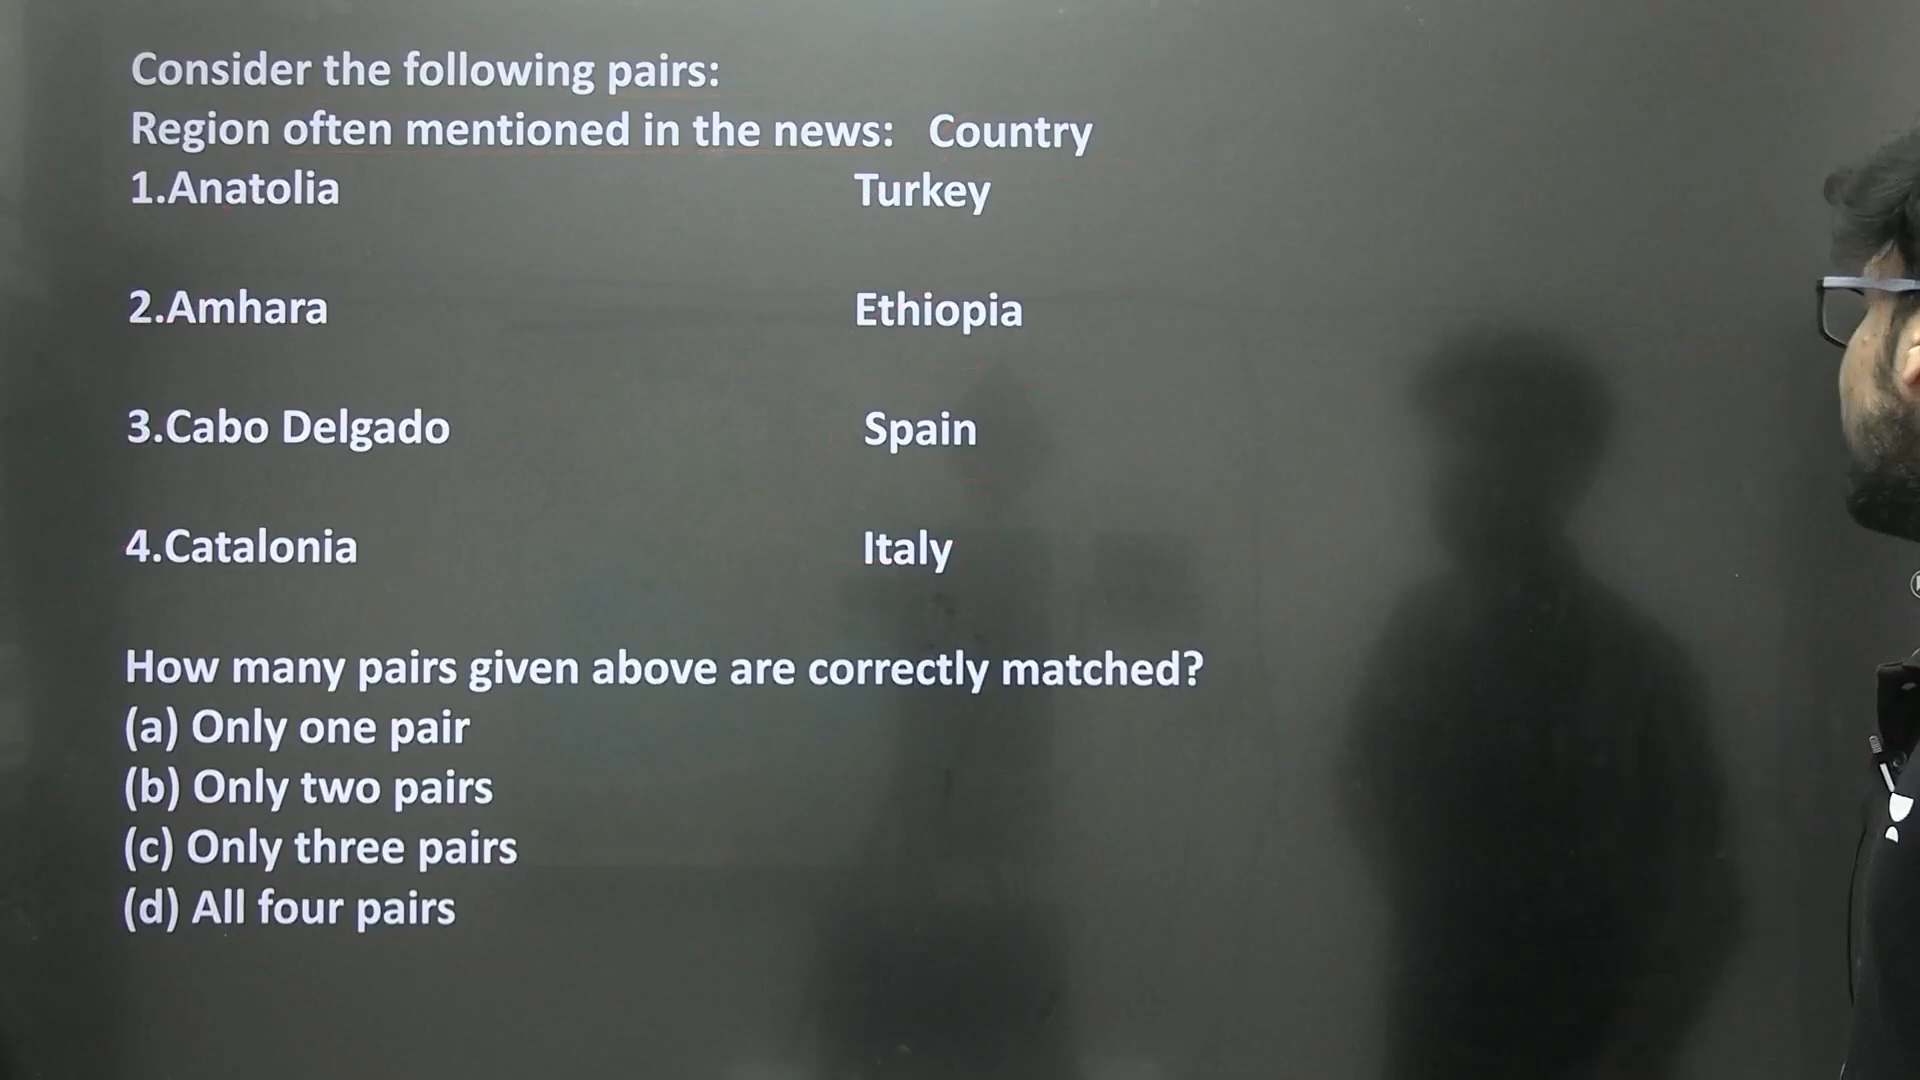 Consider the following pairs:
Region often mentioned in the news: Country
1.Anatolia Turkey
2.Amhara Ethiopia
3.Cabo Delgado Spain
4.Catalonia Italy
How many pairs given above are correctly matched?
(a) Only one pair
(b) Only two pairs
(c) Only three pairs
(d) All four pairs